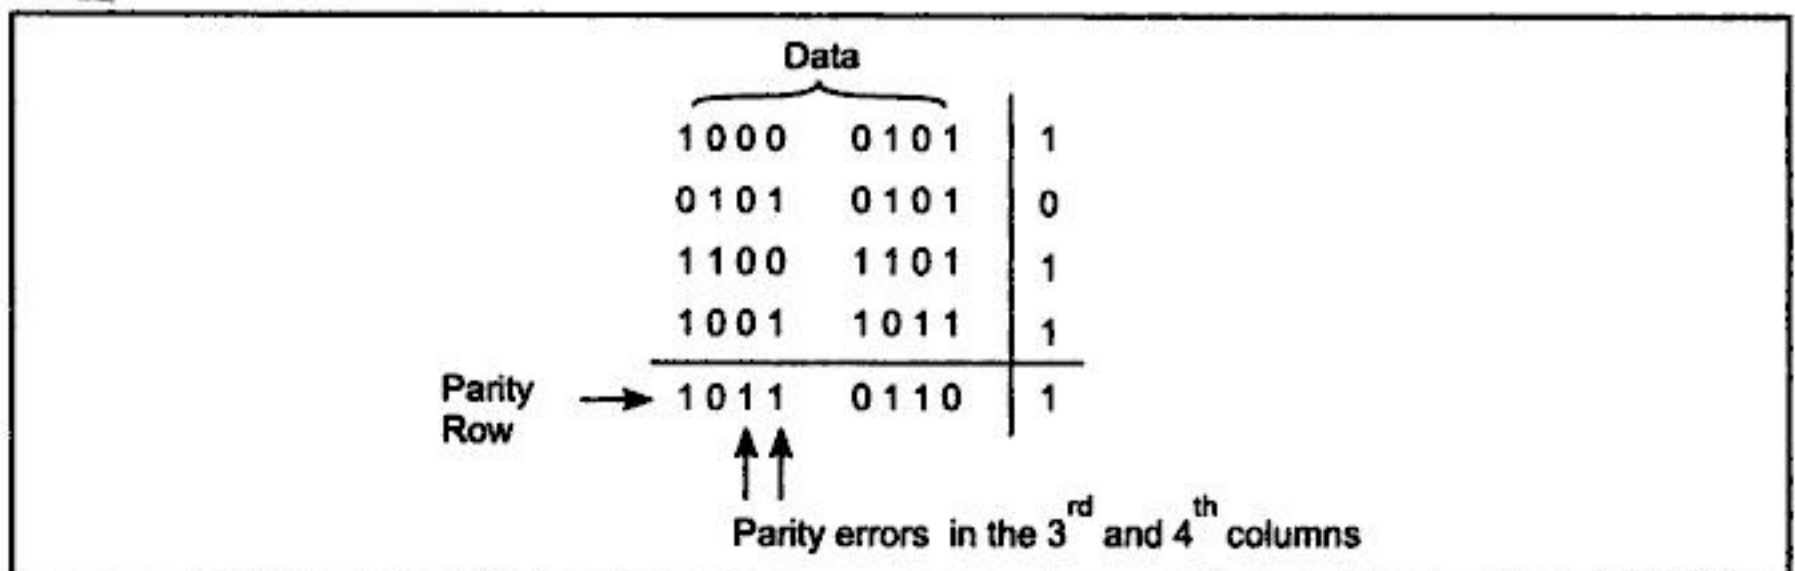 Data
1000 0101 1
0101 0101 0
1100 1101 1
1001 1011 1
Parity Row 1011 0110 1
Parity errors in the 3rd and 4th columns